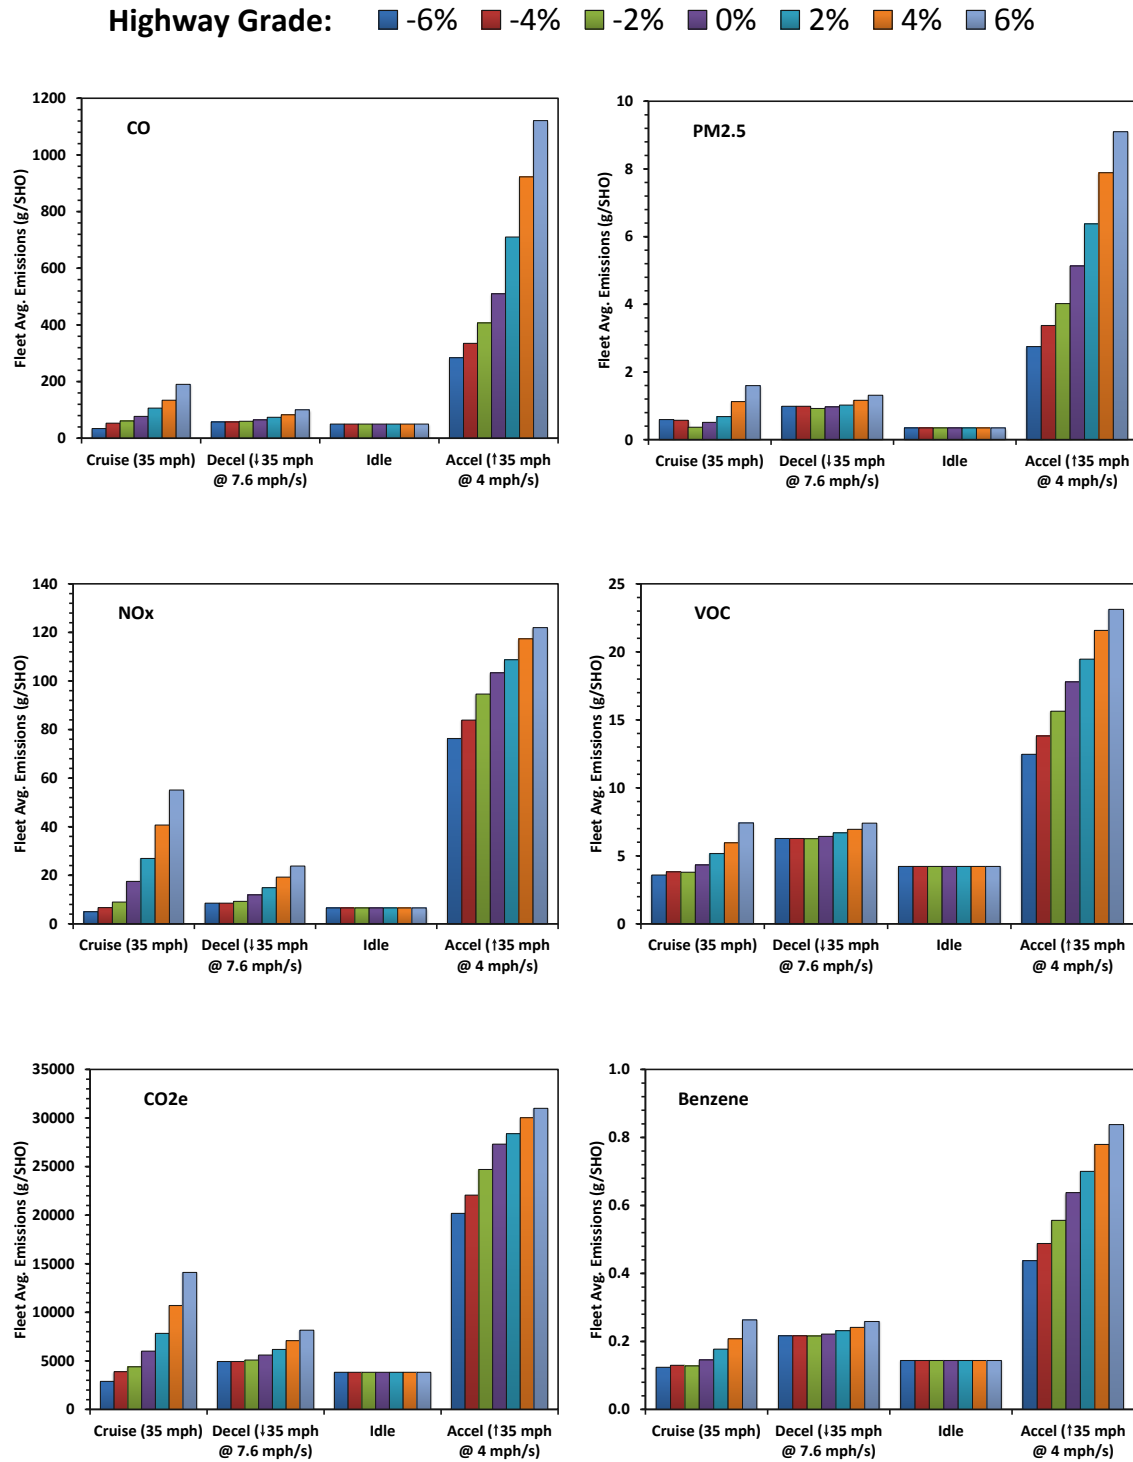 Highway Grade: -6% -4% -2% 0% 2% 4% 6%
CO
Fleet Avg. Emissions (g/SHO)
1200
1000
800
600
400
200
0
Cruise (35 mph) Decel (↓35 mph Idle Accel (↑35 mph
@ 7.6 mph/s) @ 4 mph/s)
PM2.5
Fleet Avg. Emissions (g/SHO)
10
8
6
4
2
0
Cruise (35 mph) Decel (↓35 mph Idle Accel (↑35 mph
@ 7.6 mph/s) @ 4 mph/s)
NOx
Fleet Avg. Emissions (g/SHO)
140
120
100
80
60
40
20
0
Cruise (35 mph) Decel (↓35 mph Idle Accel (↑35 mph
@ 7.6 mph/s) @ 4 mph/s)
VOC
Fleet Avg. Emissions (g/SHO)
25
20
15
10
5
0
Cruise (35 mph) Decel (↓35 mph Idle Accel (↑35 mph
@ 7.6 mph/s) @ 4 mph/s)
CO2e
Fleet Avg. Emissions (g/SHO)
35000
30000
25000
20000
15000
10000
5000
0
Cruise (35 mph) Decel (↓35 mph Idle Accel (↑35 mph
@ 7.6 mph/s) @ 4 mph/s)
Benzene
Fleet Avg. Emissions (g/SHO)
1.0
0.8
0.6
0.4
0.2
0.0
Cruise (35 mph) Decel (↓35 mph Idle Accel (↑35 mph
@ 7.6 mph/s) @ 4 mph/s)